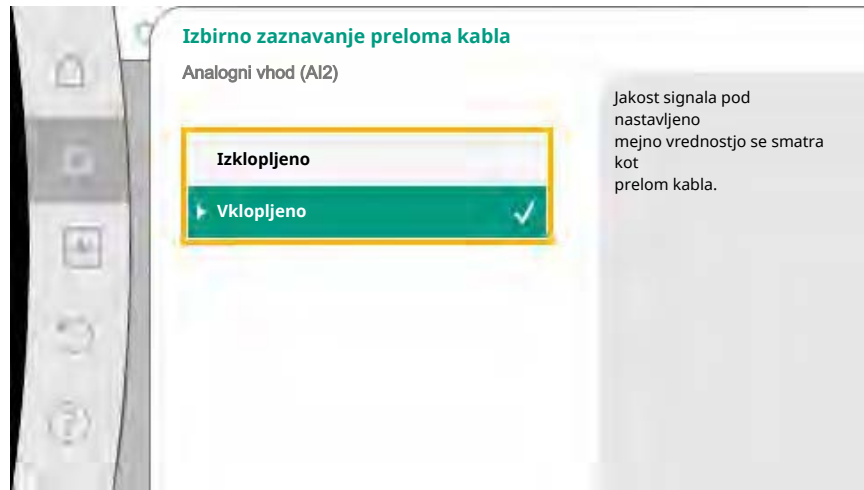 Izbirno zaznavanje preloma kabla
Analogni vhod (AI2)
Izklopljeno
Vklopljeno
Jakost signala pod
nastavljeno
mejno vrednostjo se smatra
kot
prelom kabla.